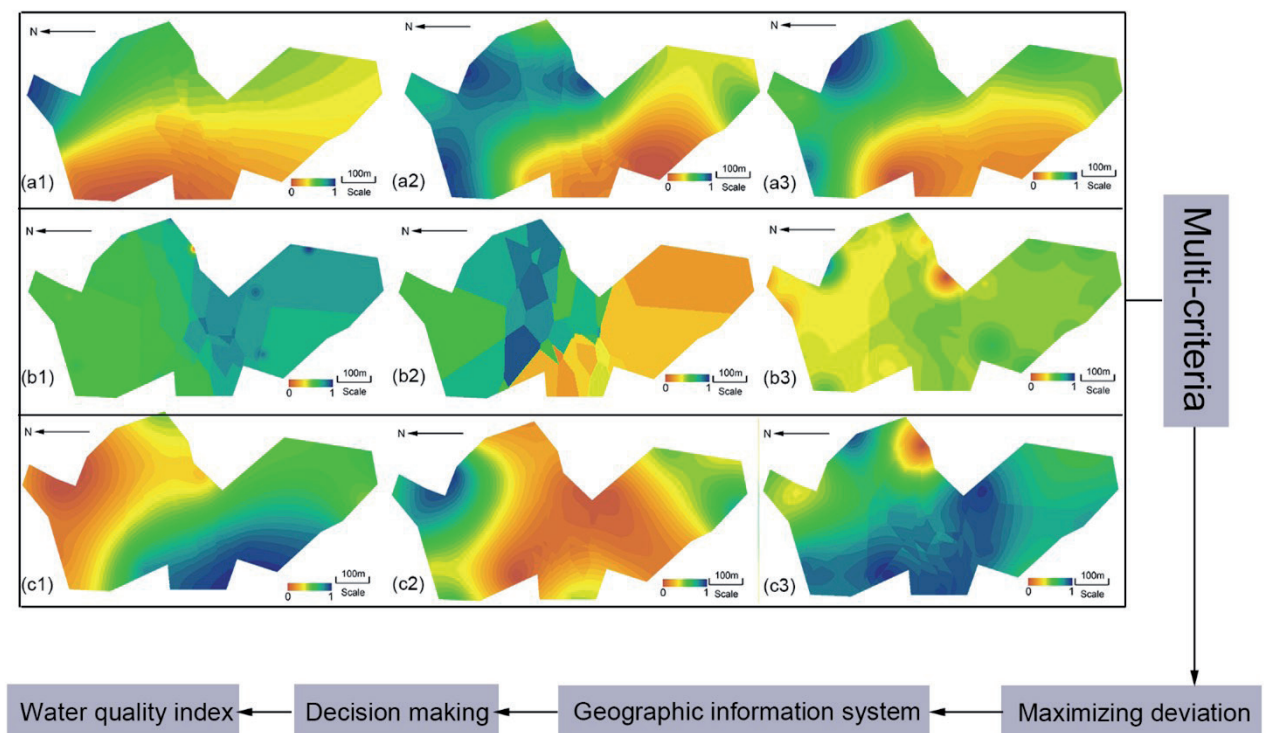 N
N
N
(a1)
100m
0 1 Scale
(a2)
100m
0 1 Scale
(a3)
100m
0 1 Scale
N
N
N
(b1)
100m
0 1 Scale
(b2)
100m
0 1 Scale
(b3)
100m
0 1 Scale
N
N
N
(c1)
100m
0 1 Scale
(c2)
100m
0 1 Scale
(c3)
100m
0 1 Scale
Multi-criteria
Water quality index
Decision making
Geographic information system
Maximizing deviation